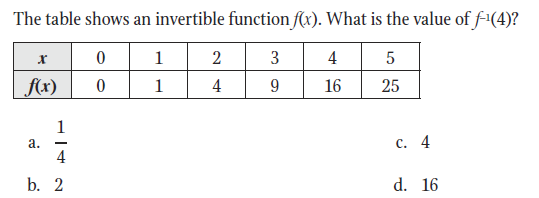 The table shows an invertible function f(x). What is the value of f⁻¹(4)?
x 0 1 2 3 4 5
f(x) 0 1 4 9 16 25
a. 1/4 c. 4
b. 2 d. 16